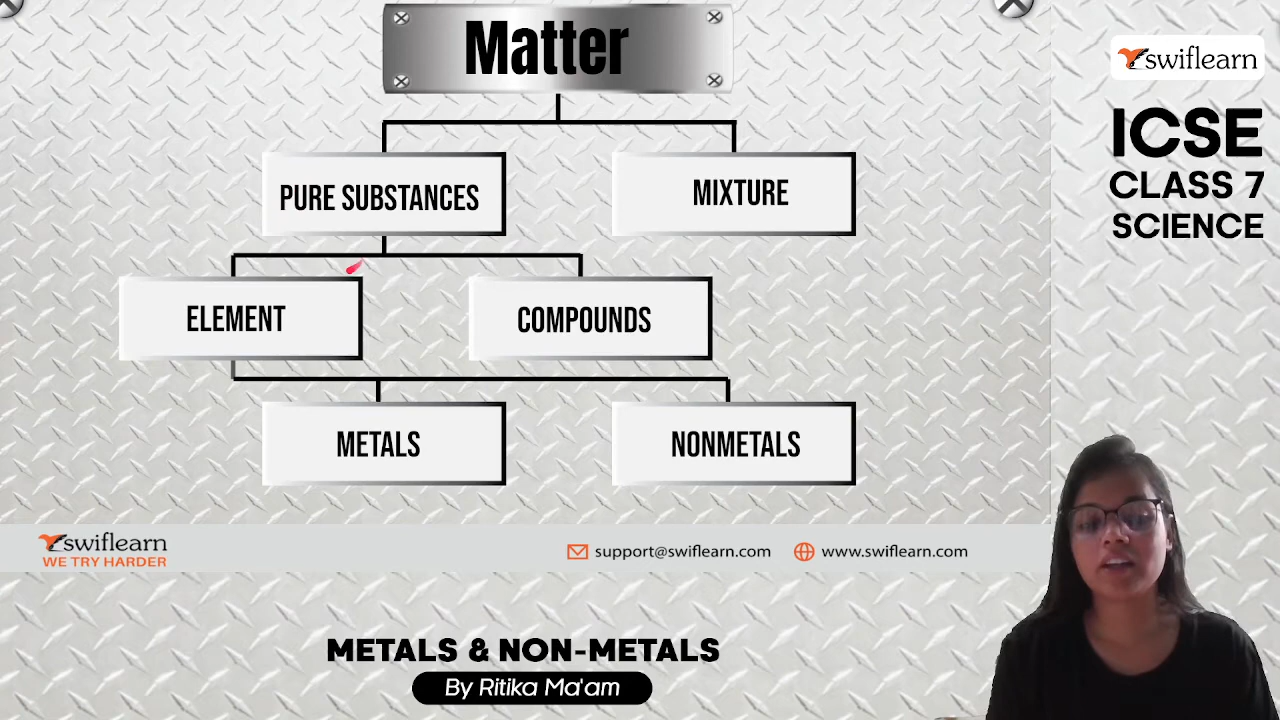 Matter
swiflearn
ICSE
CLASS 7
SCIENCE
PURE SUBSTANCES
MIXTURE
ELEMENT
COMPOUNDS
METALS
NONMETALS
swiflearn
WE TRY HARDER
support@swiflearn.com
www.swiflearn.com
METALS & NON-METALS
By Ritika Ma'am